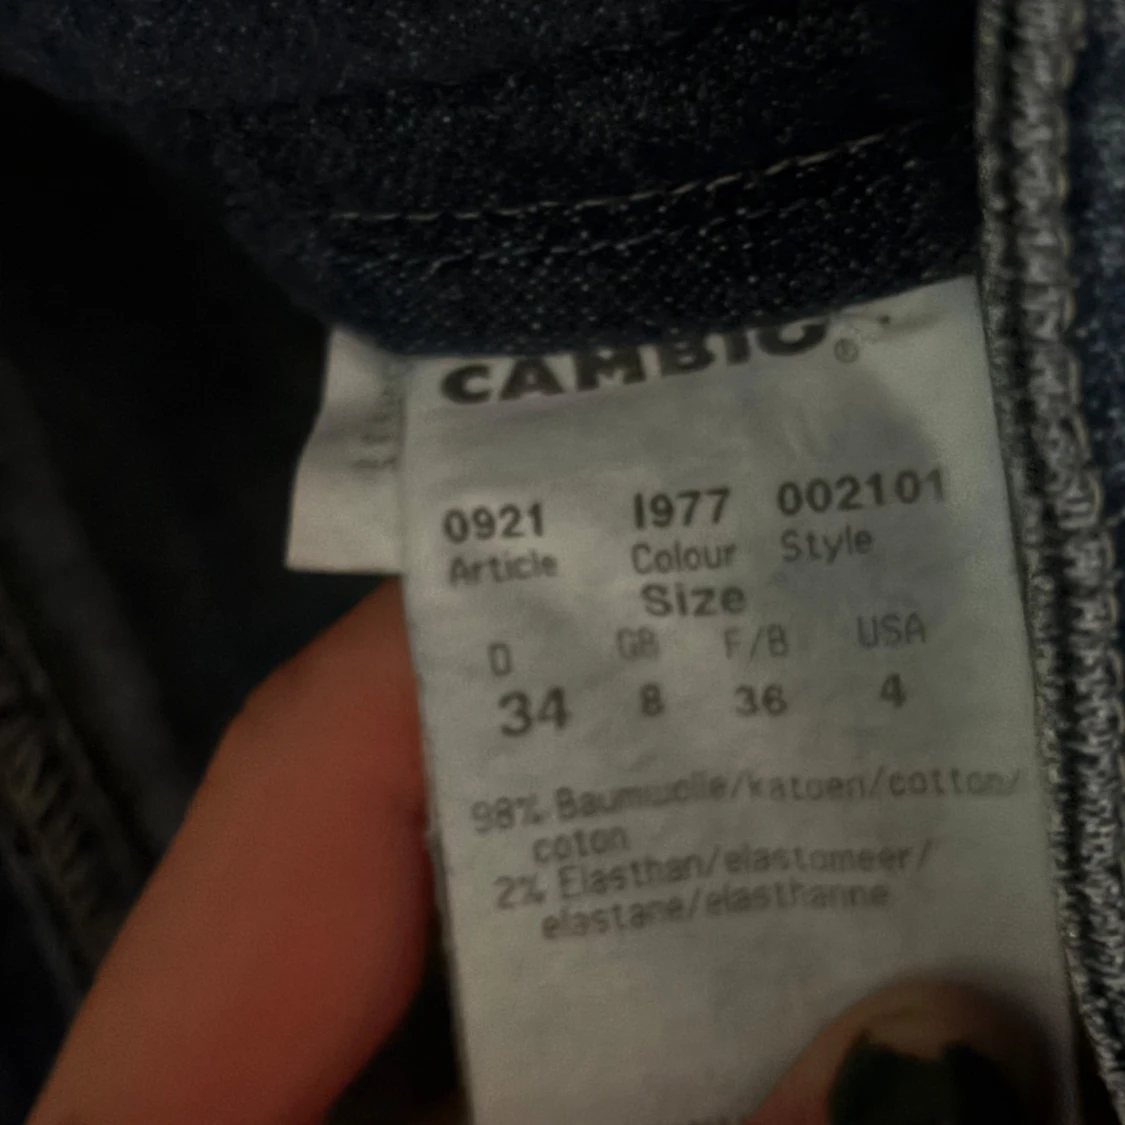 CAMBIO®
0921 I977 002101
Article Colour Style
Size
D GB F/B USA
34 8 36 4
98% Baumwolle/katoen/cotton/
coton
2% Elasthan/elastomeer/
elastane/elasthanne